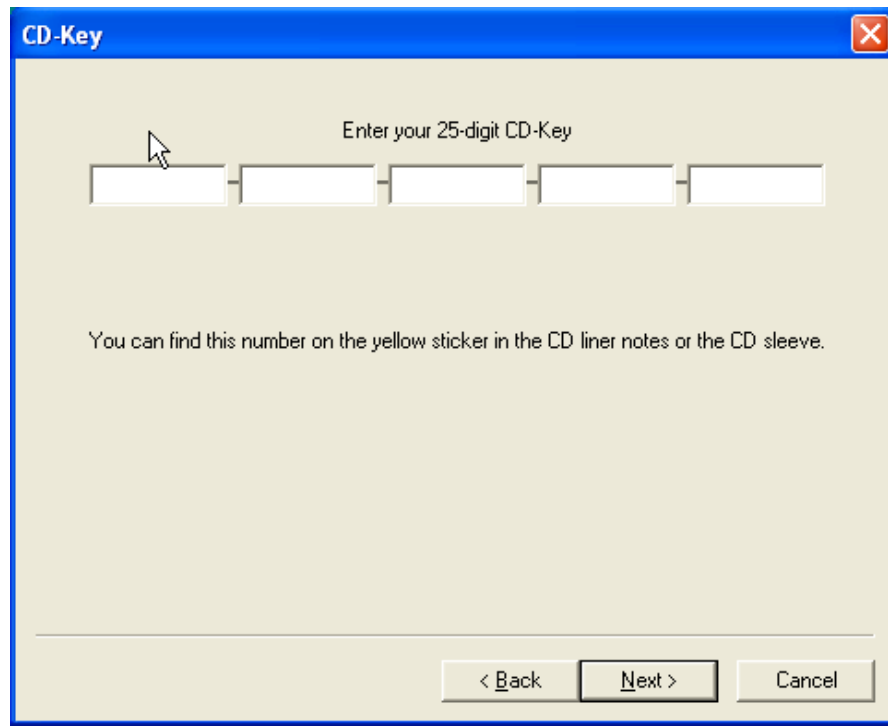 CD-Key
Enter your 25-digit CD-Key
- - - -
You can find this number on the yellow sticker in the CD liner notes or the CD sleeve.
< Back Next > Cancel